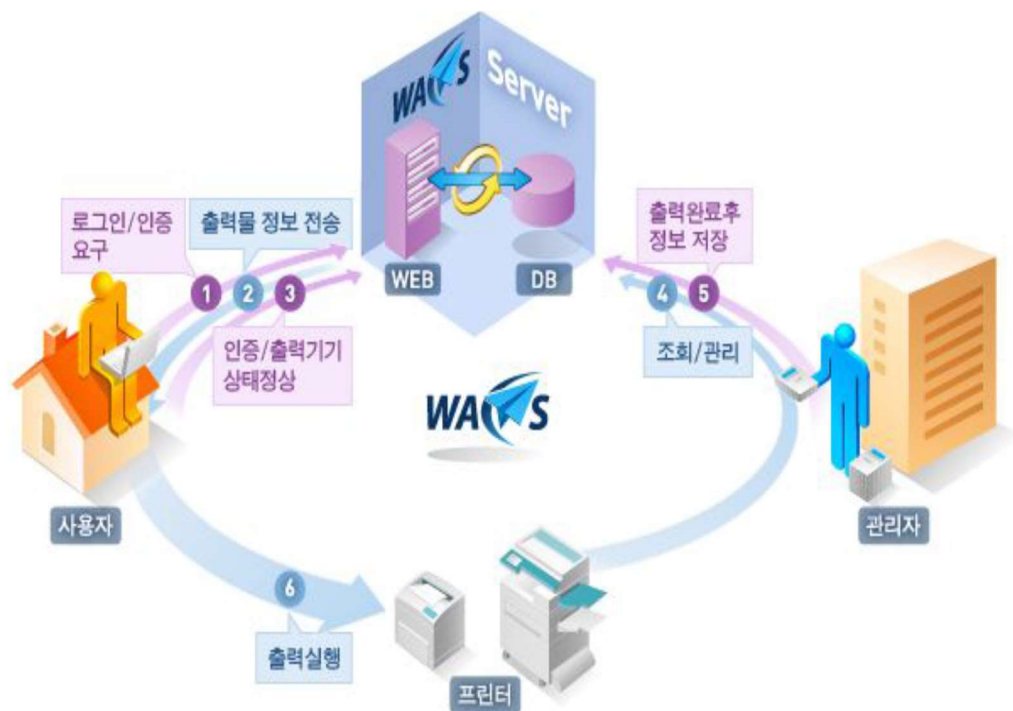 WACS
Server
로그인/인증
요구
출력물 정보 전송
출력완료후
정보 저장
WEB
DB
1
2
3
4
5
인증/출력기기
상태정상
조회/관리
WACS
사용자
관리자
6
출력실행
프린터